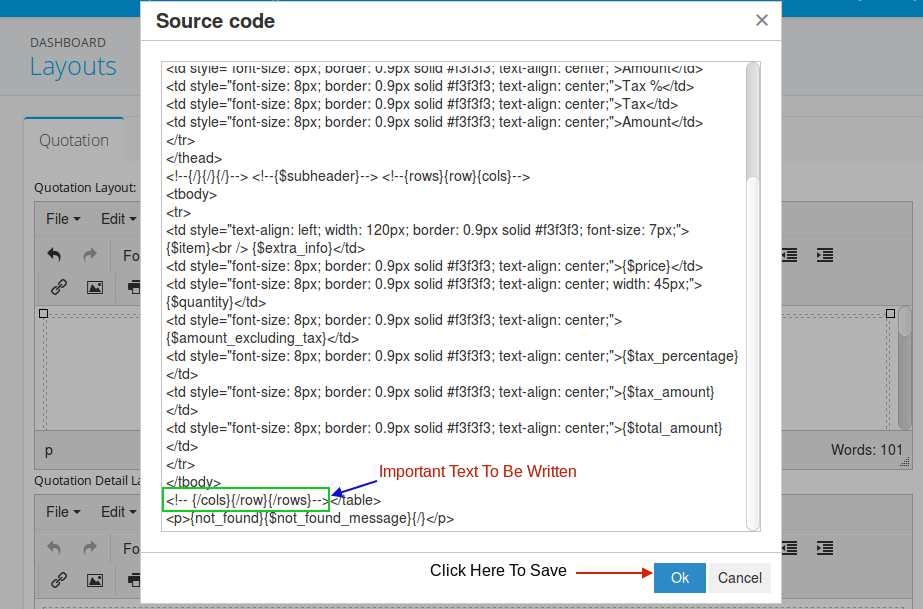 Source code
×
DASHBOARD
Layouts
Quotation
Quotation Layout:
File Edit
Fo
p
Words: 101
Quotation Detail La
File Edit
Fo
<td style="font-size: 8px; border: 0.9px solid #f3f3f3; text-align: center;">Amount</td>
<td style="font-size: 8px; border: 0.9px solid #f3f3f3; text-align: center;">Tax %</td>
<td style="font-size: 8px; border: 0.9px solid #f3f3f3; text-align: center;">Tax</td>
<td style="font-size: 8px; border: 0.9px solid #f3f3f3; text-align: center;">Amount</td>
</tr>
</thead>
<!--{/}{/}{/}--> <!--{$subheader}--> <!--{rows}{row}{cols}-->
<tbody>
<tr>
<td style="text-align: left; width: 120px; border: 0.9px solid #f3f3f3; font-size: 7px;">
{$item}<br /> {$extra_info}</td>
<td style="font-size: 8px; border: 0.9px solid #f3f3f3; text-align: center;">{$price}</td>
<td style="font-size: 8px; border: 0.9px solid #f3f3f3; text-align: center; width: 45px;">
{$quantity}</td>
<td style="font-size: 8px; border: 0.9px solid #f3f3f3; text-align: center;">
{$amount_excluding_tax}</td>
<td style="font-size: 8px; border: 0.9px solid #f3f3f3; text-align: center;">{$tax_percentage}
</td>
<td style="font-size: 8px; border: 0.9px solid #f3f3f3; text-align: center;">{$tax_amount}
</td>
<td style="font-size: 8px; border: 0.9px solid #f3f3f3; text-align: center;">{$total_amount}
</td>
</tr>
</tbody>
Important Text To Be Written
<!-- {/cols}{/row}{/rows}--></table>
<p>{not_found}{$not_found_message}{/}</p>
Click Here To Save
Ok
Cancel